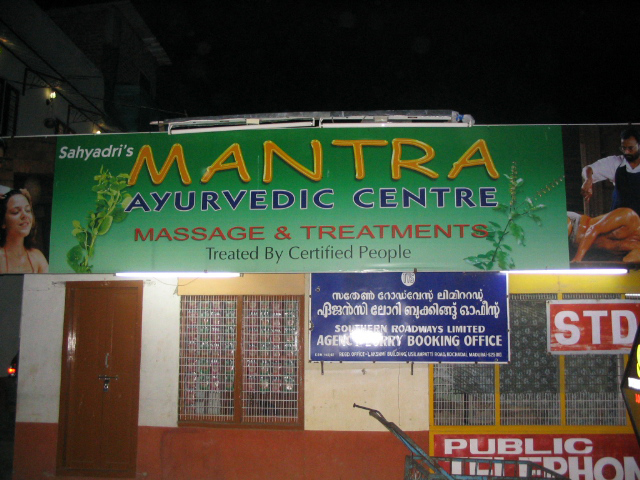 Sahyadri's
MANTRA
AYURVEDIC CENTRE
MASSAGE & TREATMENTS
Treated By Certified People
സതേൺ റോഡ്‌വേസ് ലിമിറ്റഡ്
ഏജൻസി ലോറി ബുക്കിങ്ങ് ഓഫീസ്
SOUTHERN ROADWAYS LIMITED
LORRY BOOKING OFFICE
STD
PUBLIC
TELEPHON